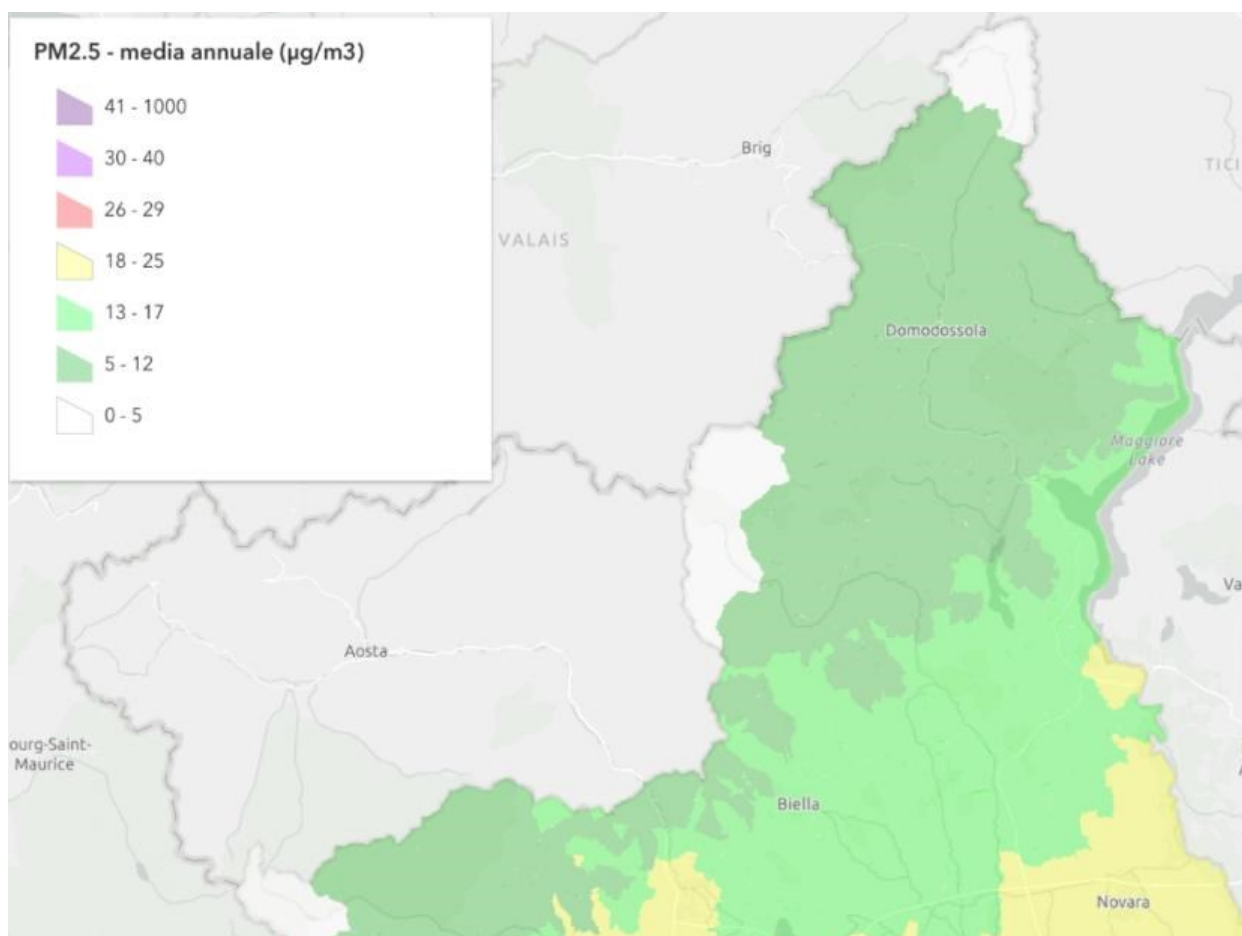 PM2.5 - media annuale (µg/m3)
41 - 1000
30 - 40
26 - 29
18 - 25
13 - 17
5 - 12
0 - 5
Brig
TICI
VALAIS
Domodossola
Maggiore
Lake
Va
Aosta
ourg-Saint-
Maurice
Biella
Novara